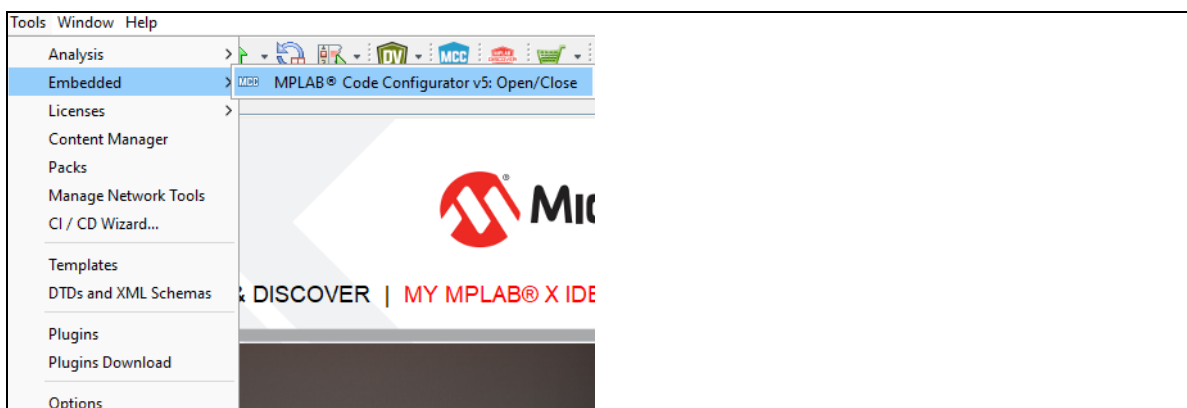 Tools Window Help
Analysis
DV MCC
Embedded
MCC MPLAB® Code Configurator v5: Open/Close
Licenses
Content Manager
Packs
Manage Network Tools
CI / CD Wizard...
Templates
DTDs and XML Schemas
& DISCOVER | MY MPLAB® X IDE
Plugins
Plugins Download
Options